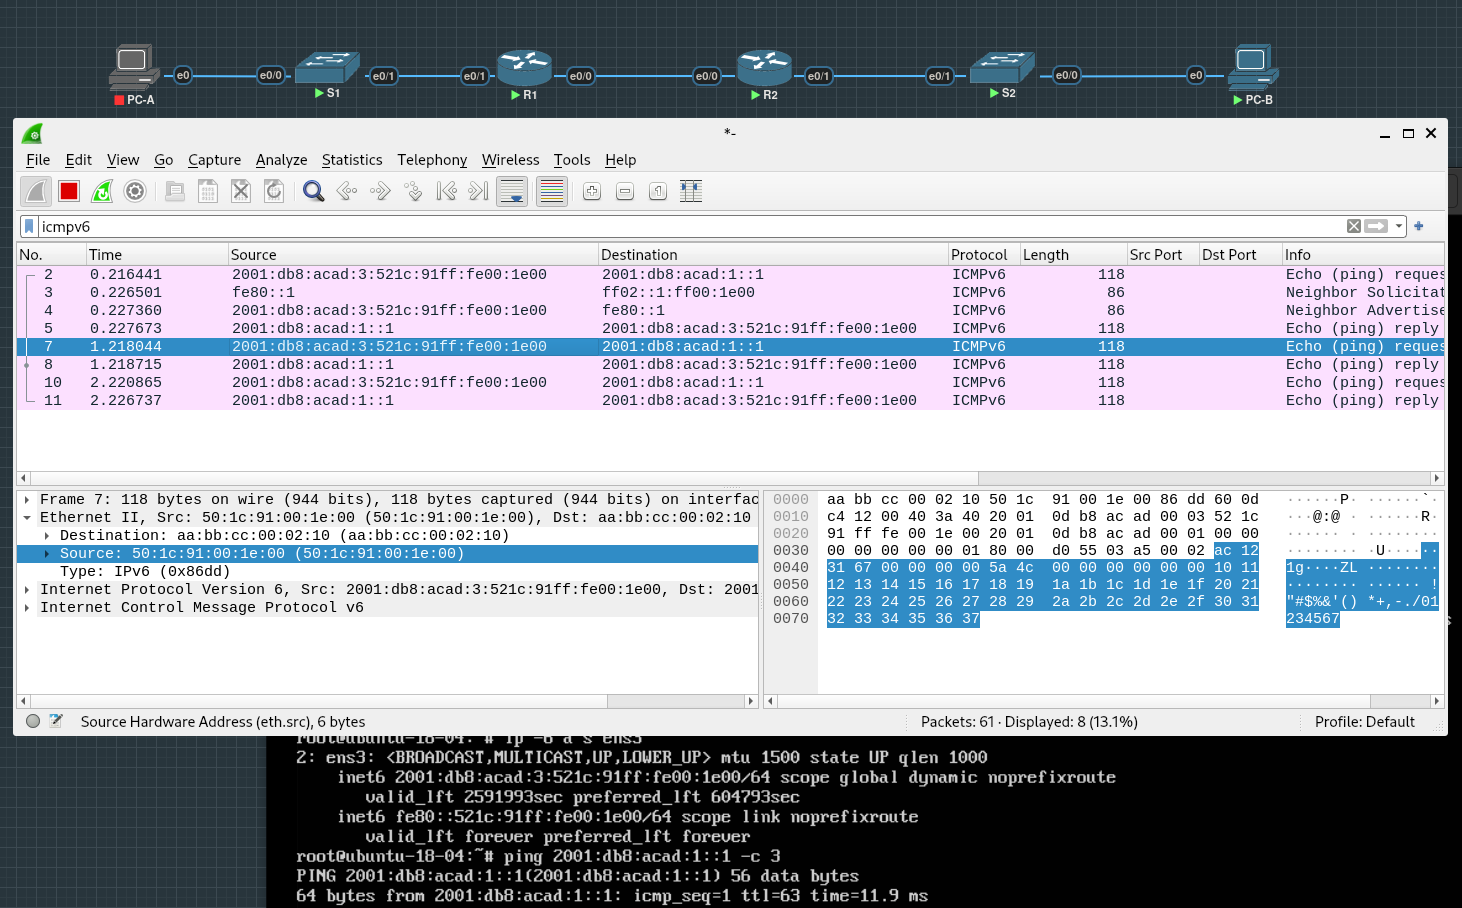 e0 e0/0 e0/1 e0/1 e0/0 e0/0 e0/1 e0/1 e0/0 e0
PC-A S1 R1 R2 S2 PC-B
*-
File Edit View Go Capture Analyze Statistics Telephony Wireless Tools Help
icmpv6
No. Time Source Destination Protocol Length Src Port Dst Port Info
2 0.216441 2001:db8:acad:3:521c:91ff:fe00:1e00 2001:db8:acad:1::1 ICMPv6 118 Echo (ping) reques
3 0.226501 fe80::1 ff02::1:ff00:1e00 ICMPv6 86 Neighbor Solicitat
4 0.227360 2001:db8:acad:3:521c:91ff:fe00:1e00 fe80::1 ICMPv6 86 Neighbor Advertise
5 0.227673 2001:db8:acad:1::1 2001:db8:acad:3:521c:91ff:fe00:1e00 ICMPv6 118 Echo (ping) reply
7 1.218044 2001:db8:acad:3:521c:91ff:fe00:1e00 2001:db8:acad:1::1 ICMPv6 118 Echo (ping) reques
8 1.218715 2001:db8:acad:1::1 2001:db8:acad:3:521c:91ff:fe00:1e00 ICMPv6 118 Echo (ping) reply
10 2.220865 2001:db8:acad:3:521c:91ff:fe00:1e00 2001:db8:acad:1::1 ICMPv6 118 Echo (ping) reques
11 2.226737 2001:db8:acad:1::1 2001:db8:acad:3:521c:91ff:fe00:1e00 ICMPv6 118 Echo (ping) reply
Frame 7: 118 bytes on wire (944 bits), 118 bytes captured (944 bits) on interfac
Ethernet II, Src: 50:1c:91:00:1e:00 (50:1c:91:00:1e:00), Dst: aa:bb:cc:00:02:10
Destination: aa:bb:cc:00:02:10 (aa:bb:cc:00:02:10)
Source: 50:1c:91:00:1e:00 (50:1c:91:00:1e:00)
Type: IPv6 (0x86dd)
Internet Protocol Version 6, Src: 2001:db8:acad:3:521c:91ff:fe00:1e00, Dst: 2001
Internet Control Message Protocol v6
0000 aa bb cc 00 02 10 50 1c 91 00 1e 00 86 dd 60 0d ······P· ······`·
0010 c4 12 00 40 3a 40 20 01 0d b8 ac ad 00 03 52 1c ···@:@ · ······R·
0020 91 ff fe 00 1e 00 20 01 0d b8 ac ad 00 01 00 00 ······ · ········
0030 00 00 00 00 00 01 80 00 d0 55 03 a5 00 02 ac 12 ········ ·U······
0040 31 67 00 00 00 00 5a 4c 00 00 00 00 00 00 10 11 1g····ZL ········
0050 12 13 14 15 16 17 18 19 1a 1b 1c 1d 1e 1f 20 21 ········ ······ !
0060 22 23 24 25 26 27 28 29 2a 2b 2c 2d 2e 2f 30 31 "#$%&'() *+,-./01
0070 32 33 34 35 36 37 234567
Source Hardware Address (eth.src), 6 bytes Packets: 61 · Displayed: 8 (13.1%) Profile: Default
root@ubuntu-18-04:~# ip -6 a s ens3
2: ens3: <BROADCAST,MULTICAST,UP,LOWER_UP> mtu 1500 state UP qlen 1000
inet6 2001:db8:acad:3:521c:91ff:fe00:1e00/64 scope global dynamic noprefixroute
valid_lft 2591993sec preferred_lft 604793sec
inet6 fe80::521c:91ff:fe00:1e00/64 scope link noprefixroute
valid_lft forever preferred_lft forever
root@ubuntu-18-04:~# ping 2001:db8:acad:1::1 -c 3
PING 2001:db8:acad:1::1(2001:db8:acad:1::1) 56 data bytes
64 bytes from 2001:db8:acad:1::1: icmp_seq=1 ttl=63 time=11.9 ms